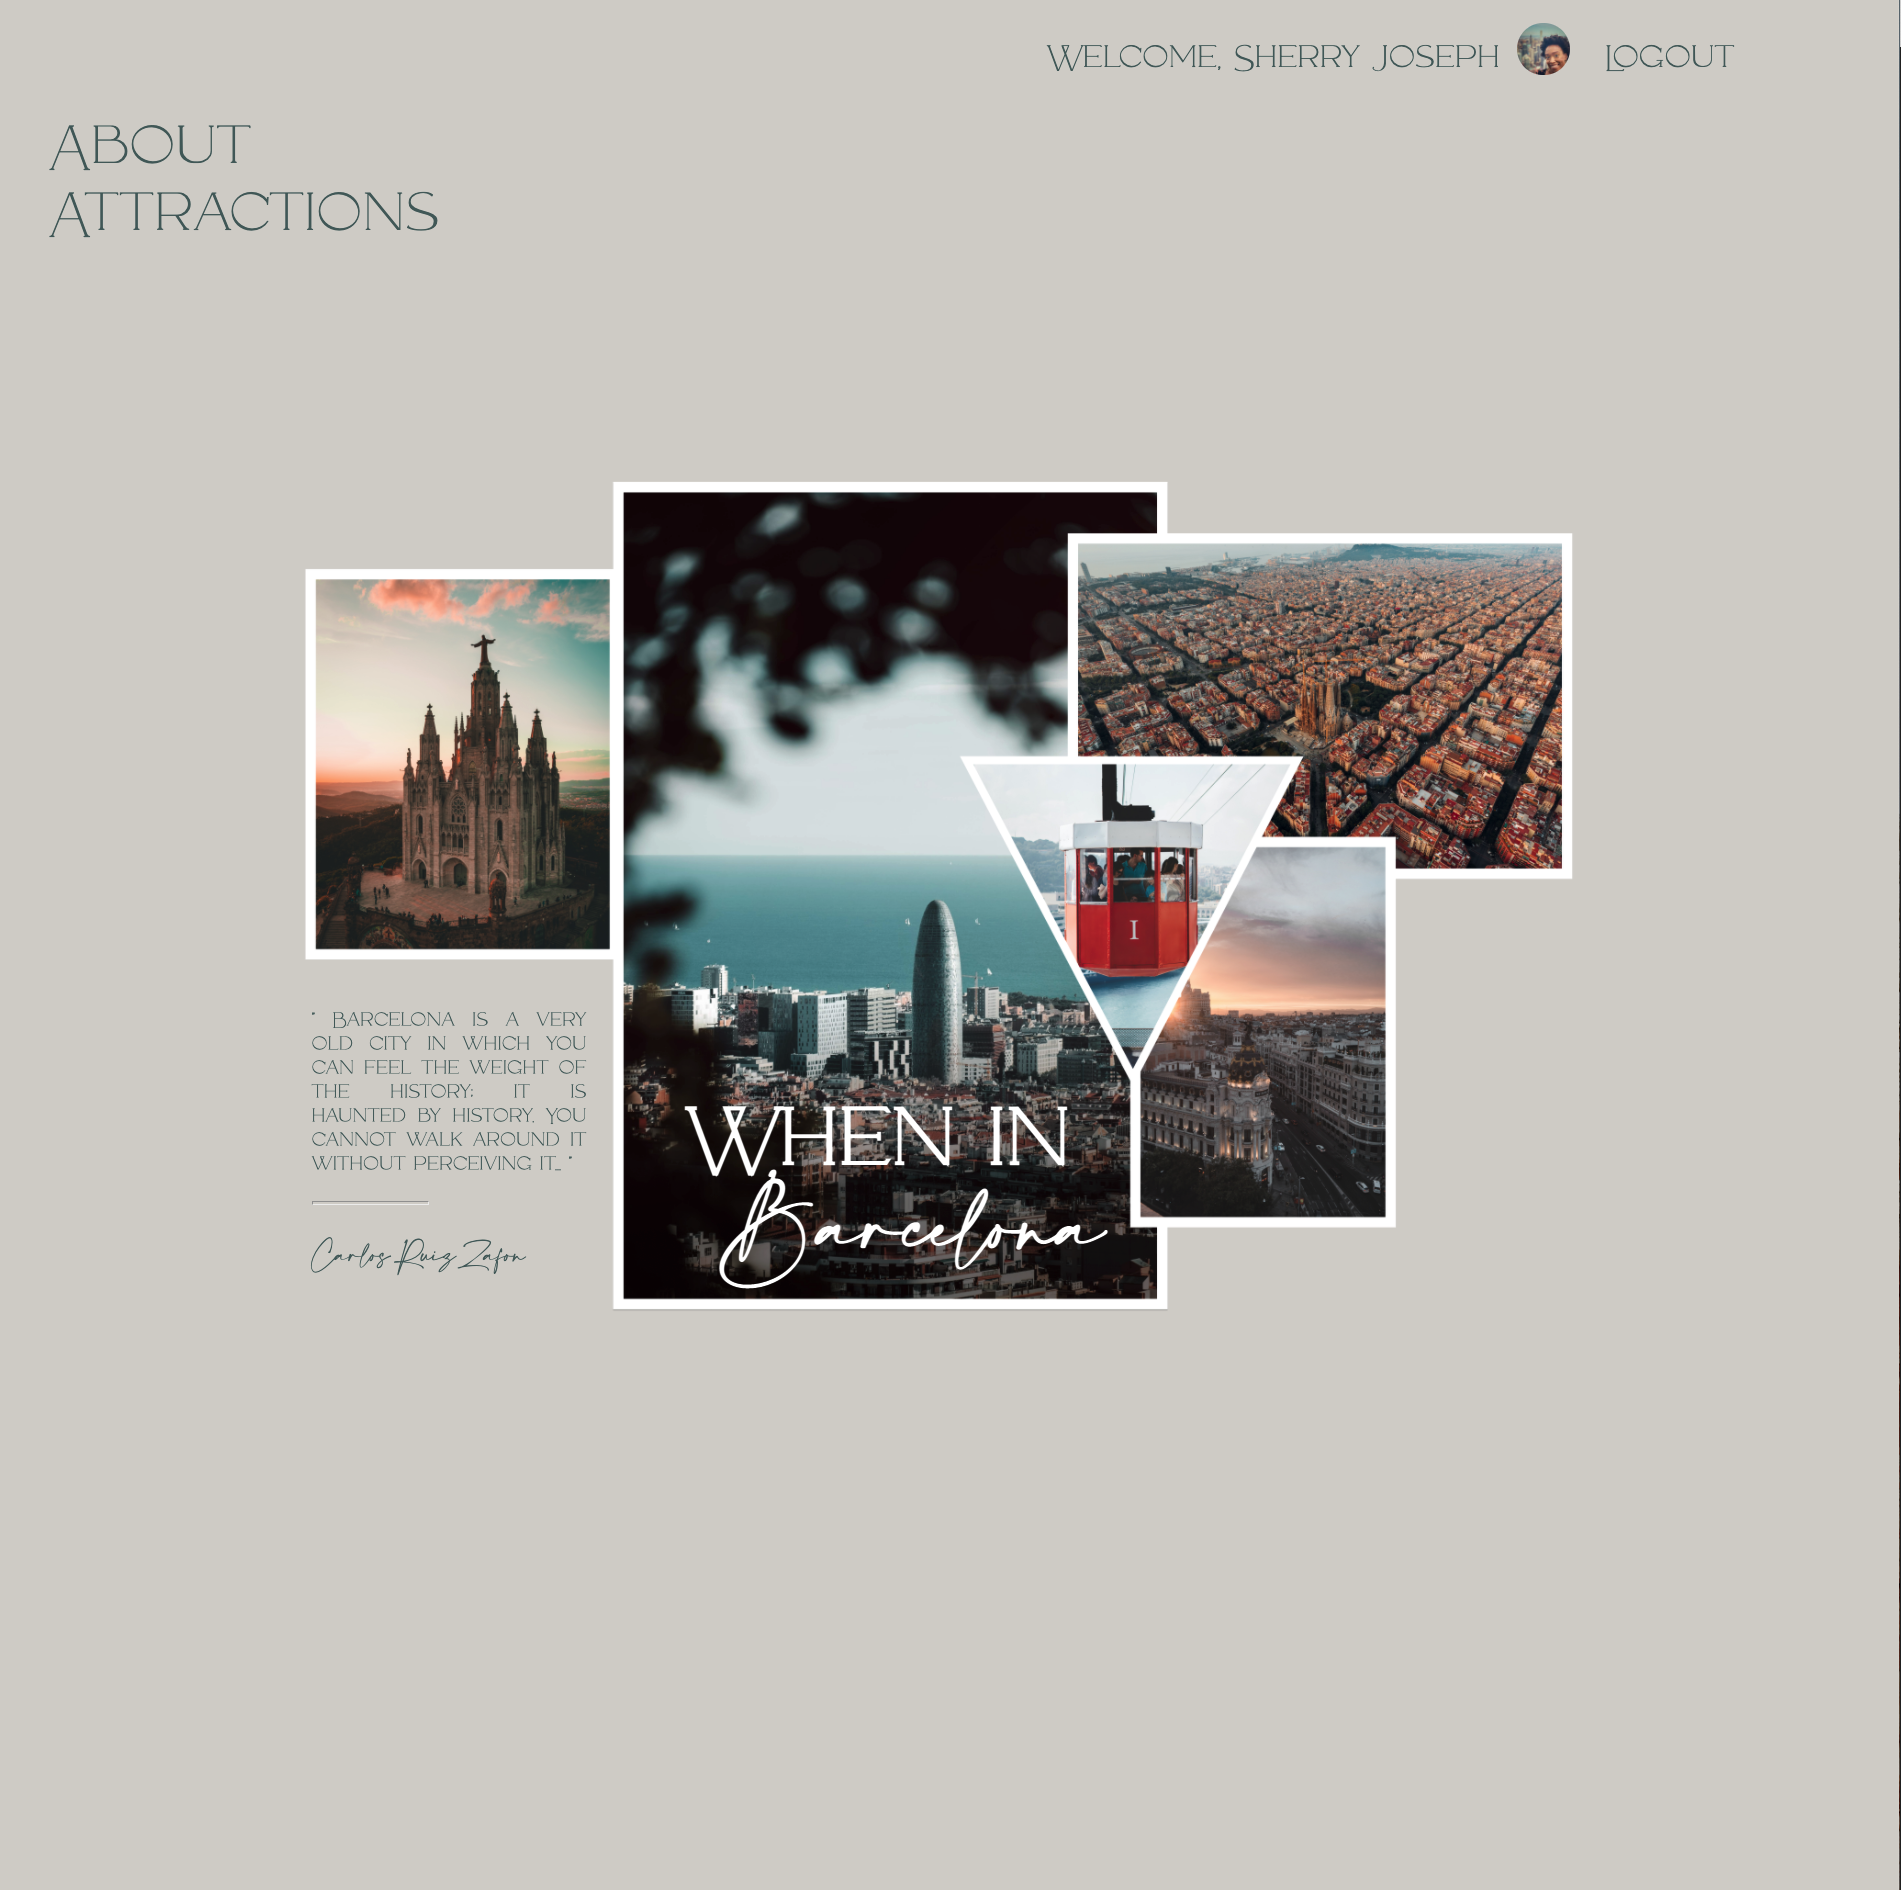 Welcome, Sherry Joseph
Logout
About
Attractions
I
When in
Barcelona
" Barcelona is a very
old city in which you
can feel the weight of
the history; it is
haunted by history. You
cannot walk around it
without perceiving it_ "
Carlos Ruiz Zafon